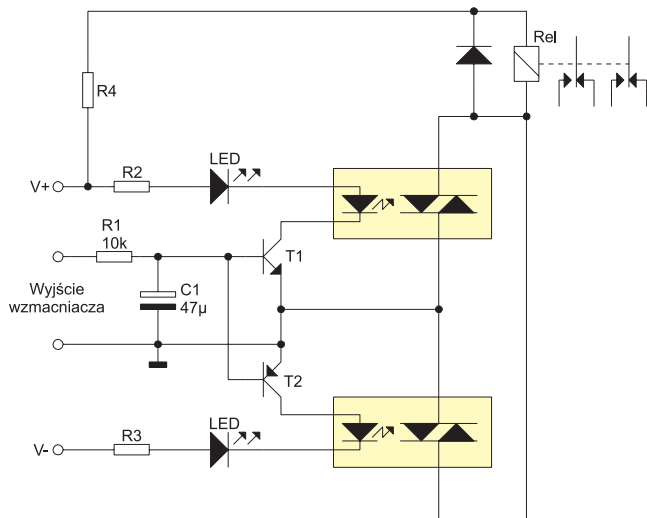 Rel
R4
LED
R2
V+
R1
10k
T1
Wyjście
wzmacniacza
C1
47µ
T2
LED
R3
V-